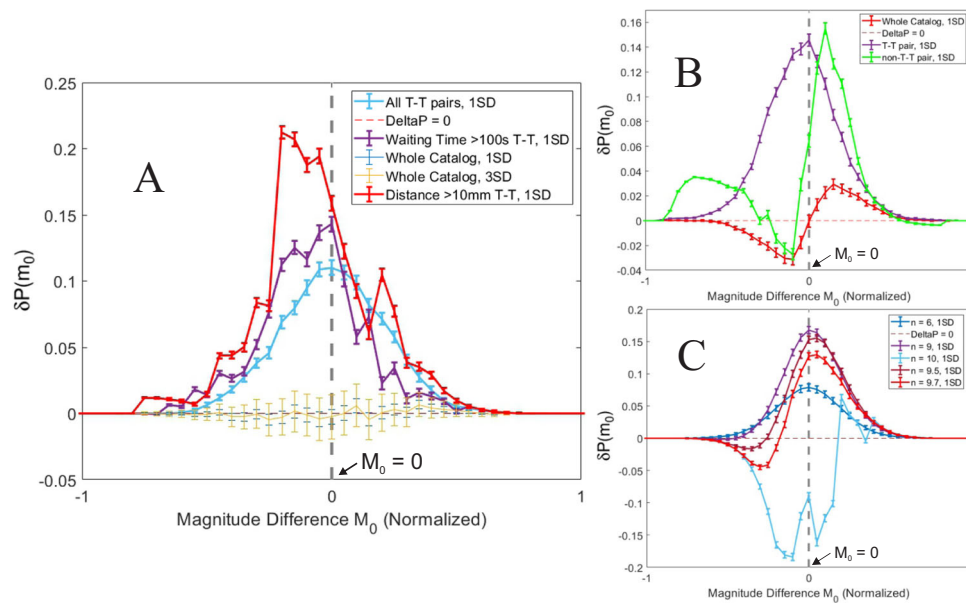 A
0.25
0.2
0.15
0.1
0.05
0
-0.05
δP(m₀)
All T-T pairs, 1SD
DeltaP = 0
Waiting Time >100s T-T, 1SD
Whole Catalog, 1SD
Whole Catalog, 3SD
Distance >10mm T-T, 1SD
M₀ = 0
-1
0
1
Magnitude Difference M₀ (Normalized)
B
0.16
0.14
0.12
0.1
0.08
0.06
0.04
0.02
0
-0.02
-0.04
δP(m₀)
Whole Catalog, 1SD
DeltaP = 0
T-T pair, 1SD
non-T-T pair, 1SD
M₀ = 0
-1
0
Magnitude Difference M₀ (Normalized)
C
0.2
0.15
0.1
0.05
0
-0.05
-0.1
-0.15
-0.2
δP(m₀)
n = 6, 1SD
DeltaP = 0
n = 9, 1SD
n = 10, 1SD
n = 9.5, 1SD
n = 9.7, 1SD
M₀ = 0
-1
0
Magnitude Difference M₀ (Normalized)